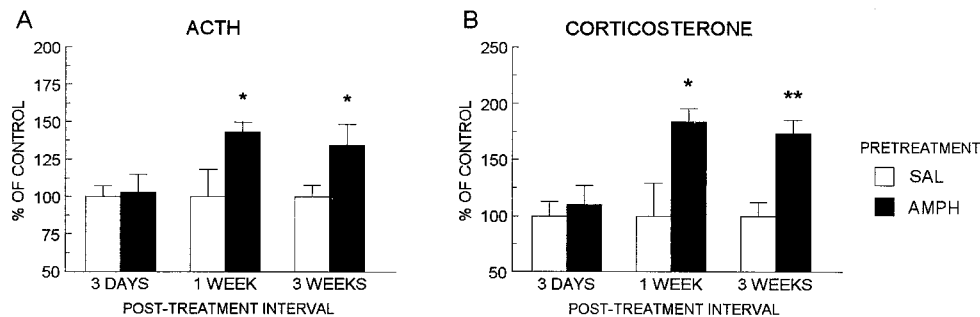 A
ACTH
% OF CONTROL
200
175
150
125
100
75
50
*
*
3 DAYS
1 WEEK
3 WEEKS
POST-TREATMENT INTERVAL
B
CORTICOSTERONE
% OF CONTROL
250
200
150
100
50
*
**
3 DAYS
1 WEEK
3 WEEKS
POST-TREATMENT INTERVAL
PRETREATMENT
SAL
AMPH